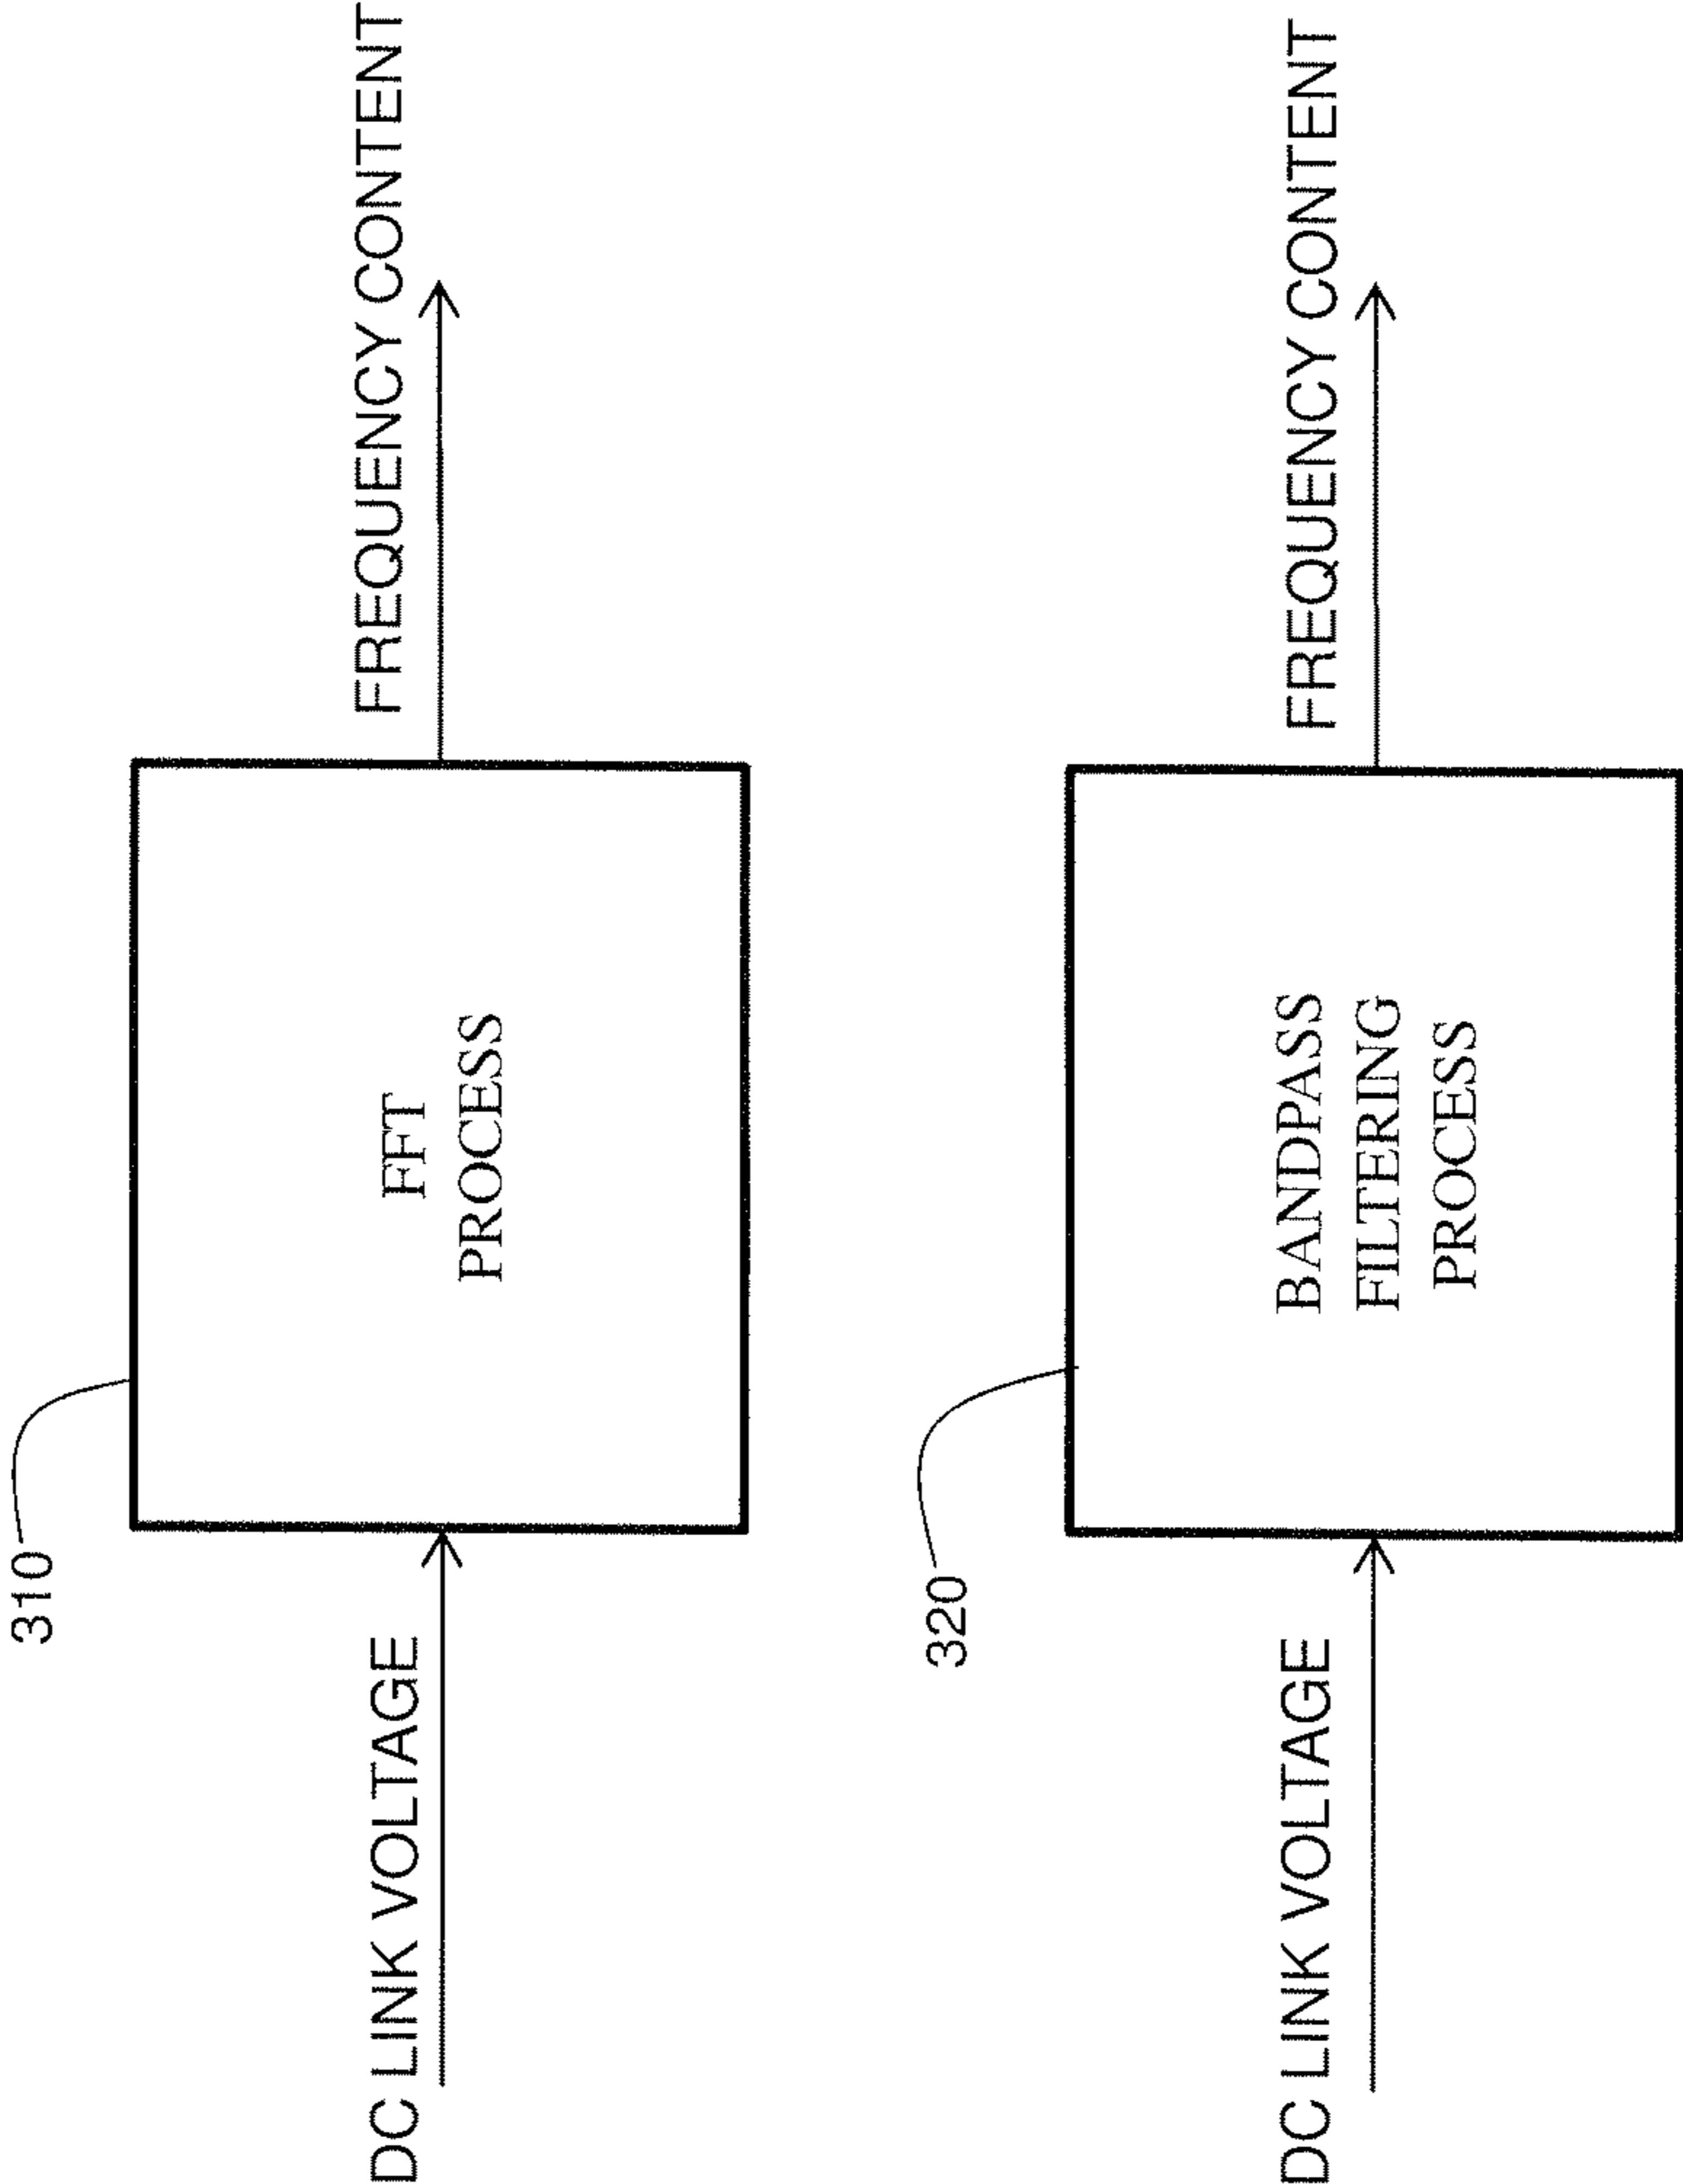 310
DC LINK VOLTAGE
FFT
PROCESS
FREQUENCY CONTENT
320
DC LINK VOLTAGE
BANDPASS
FILTERING
PROCESS
FREQUENCY CONTENT